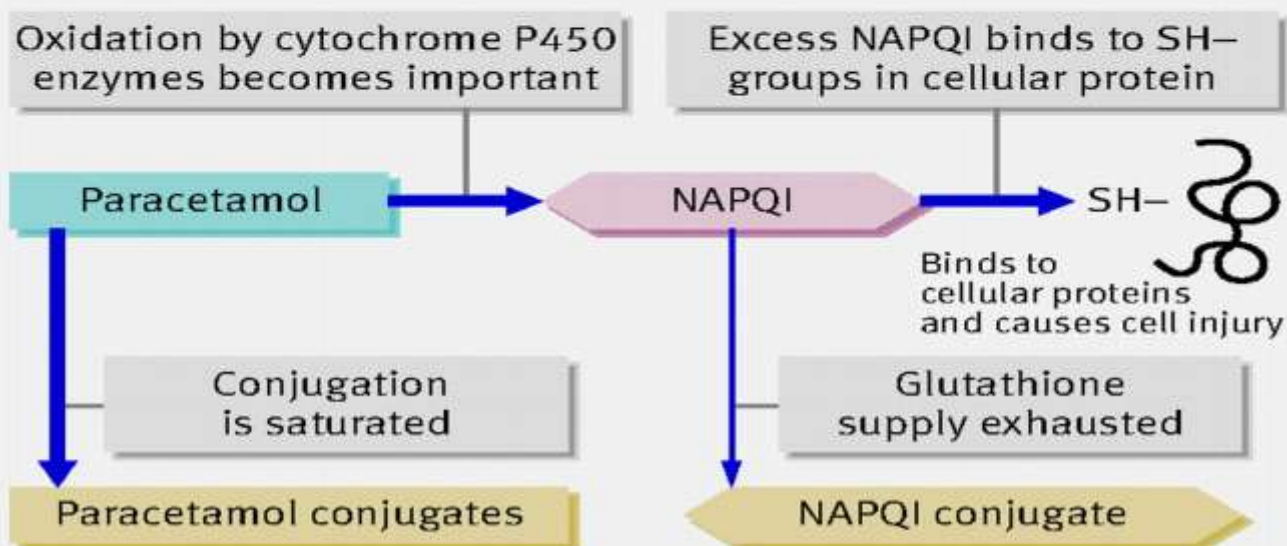 Oxidation by cytochrome P450
enzymes becomes important
Excess NAPQI binds to SH–
groups in cellular protein
Paracetamol
NAPQI
SH–
Binds to
cellular proteins
and causes cell injury
Conjugation
is saturated
Glutathione
supply exhausted
Paracetamol conjugates
NAPQI conjugate